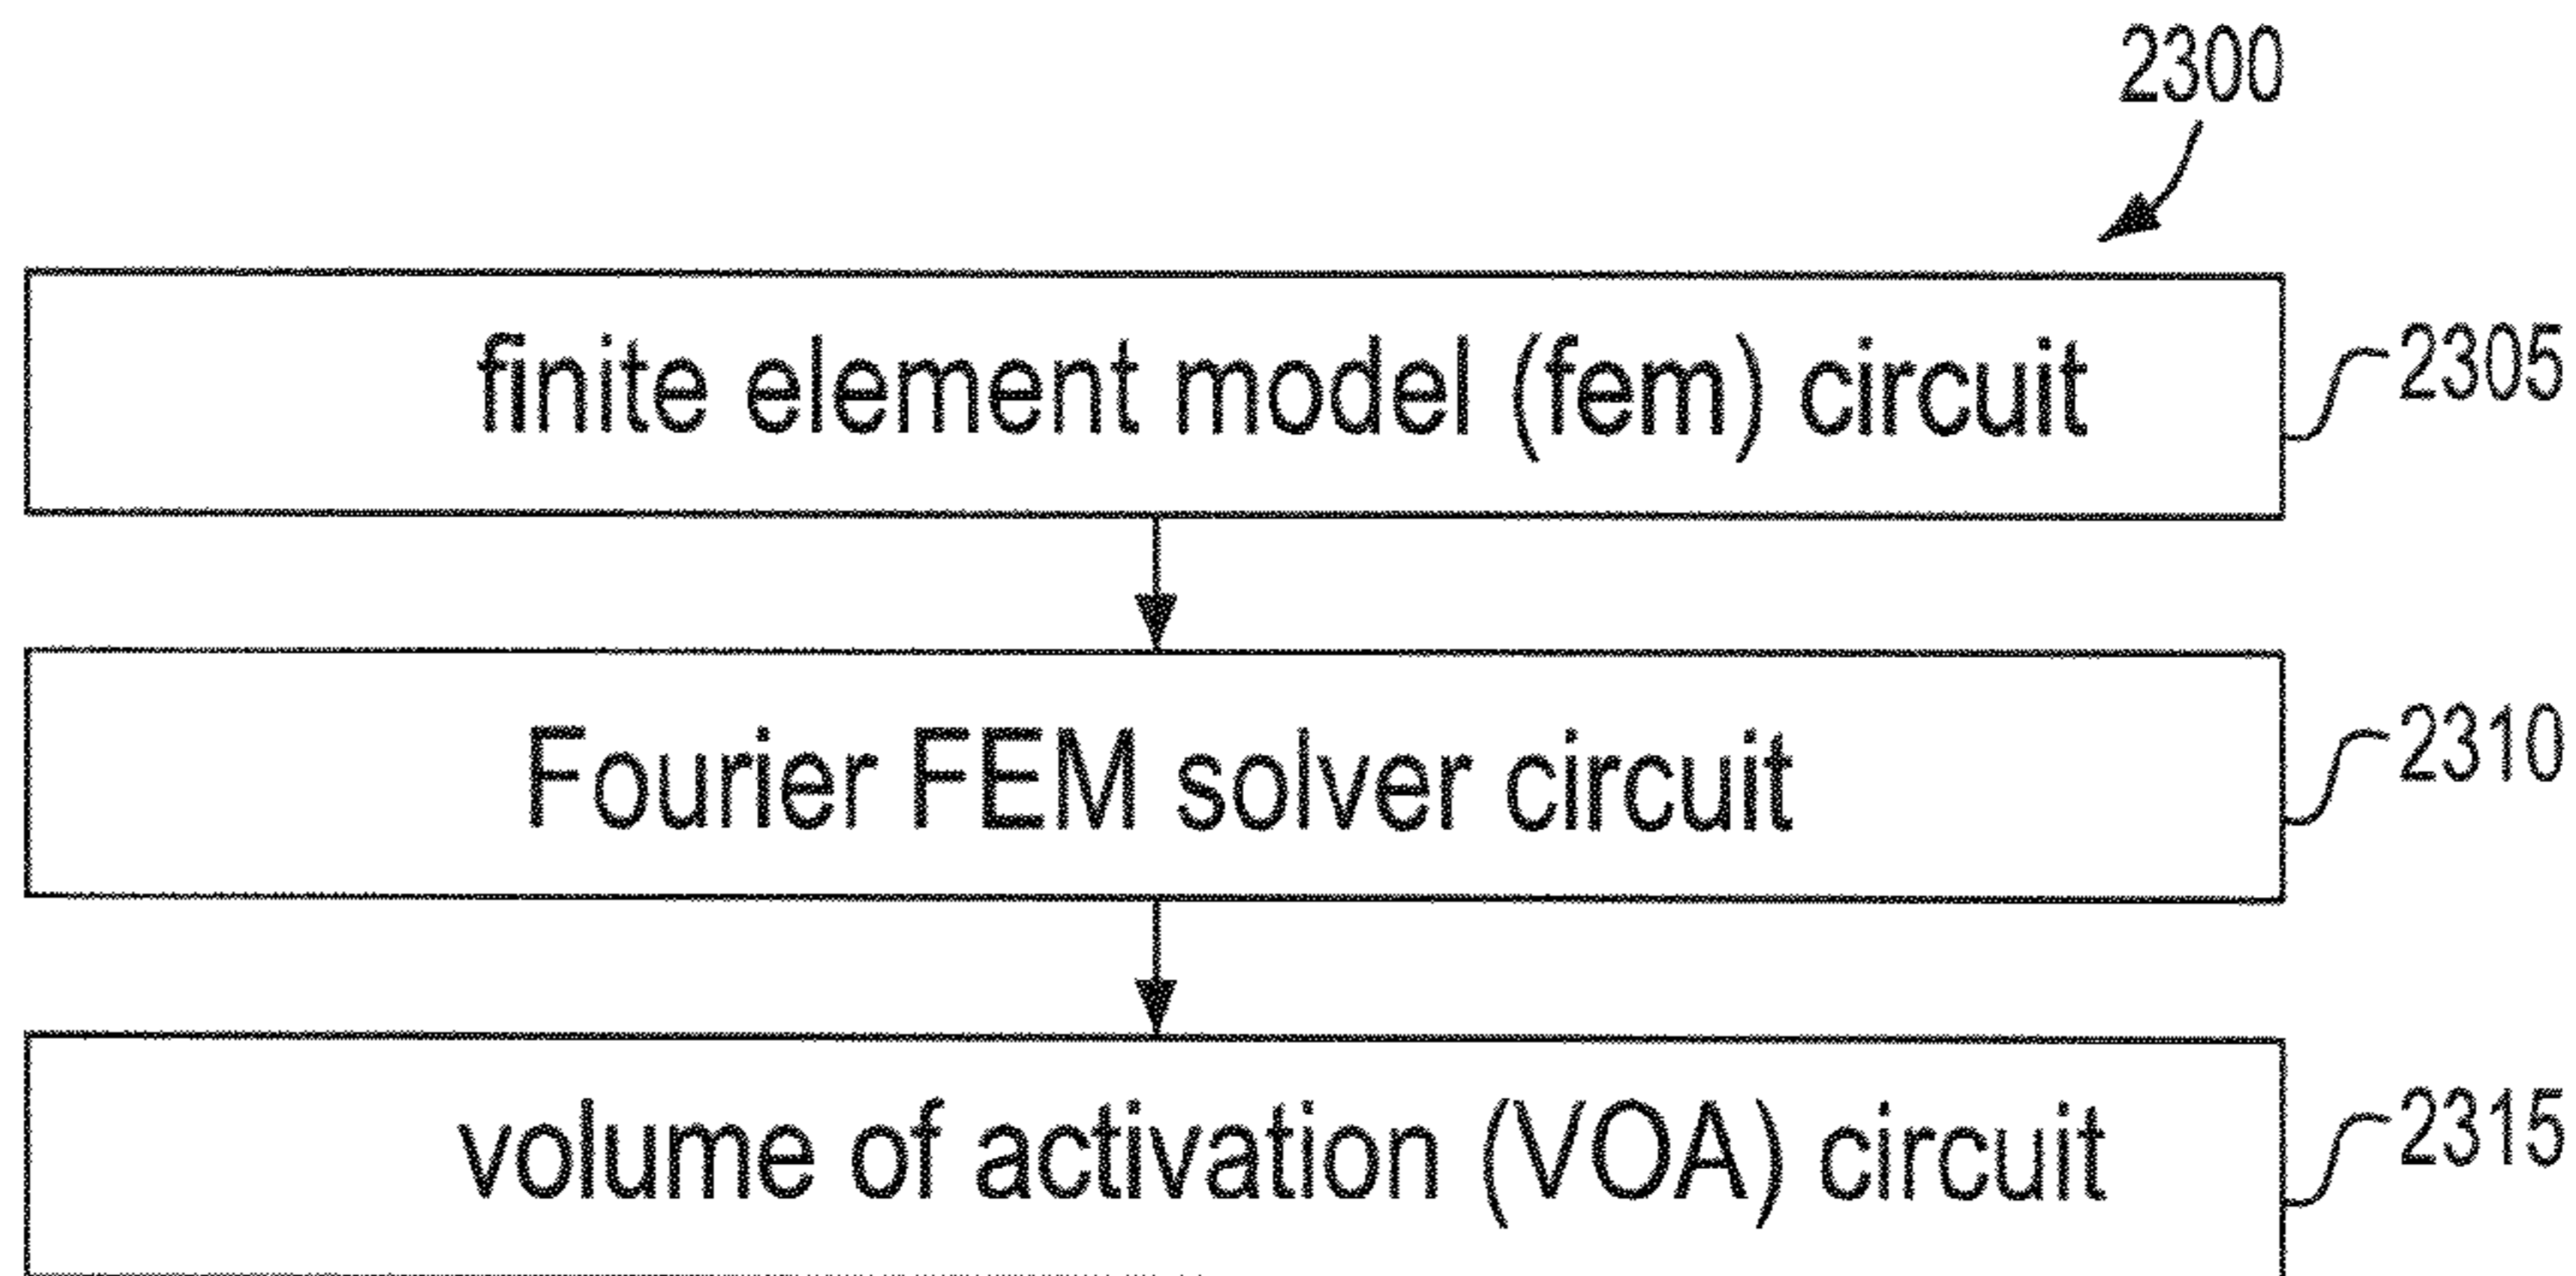 2300
finite element model (fem) circuit
2305
Fourier FEM solver circuit
2310
volume of activation (VOA) circuit
2315